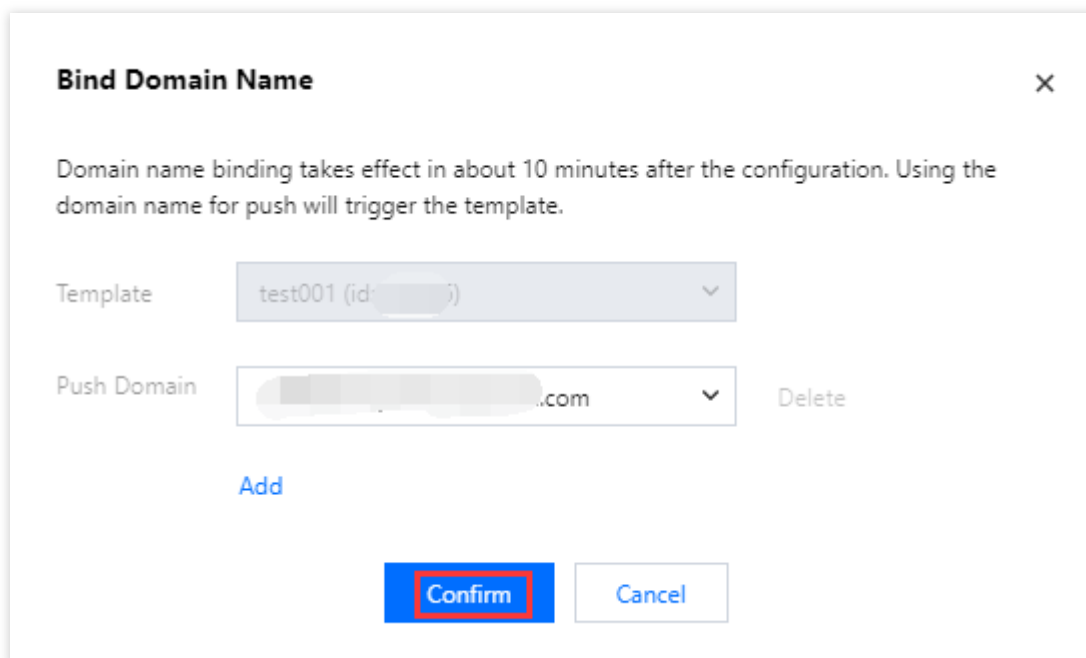 Bind Domain Name
Domain name binding takes effect in about 10 minutes after the configuration. Using the
domain name for push will trigger the template.
Template
test001 (id:
Push Domain
.com
Delete
Add
Confirm
Cancel